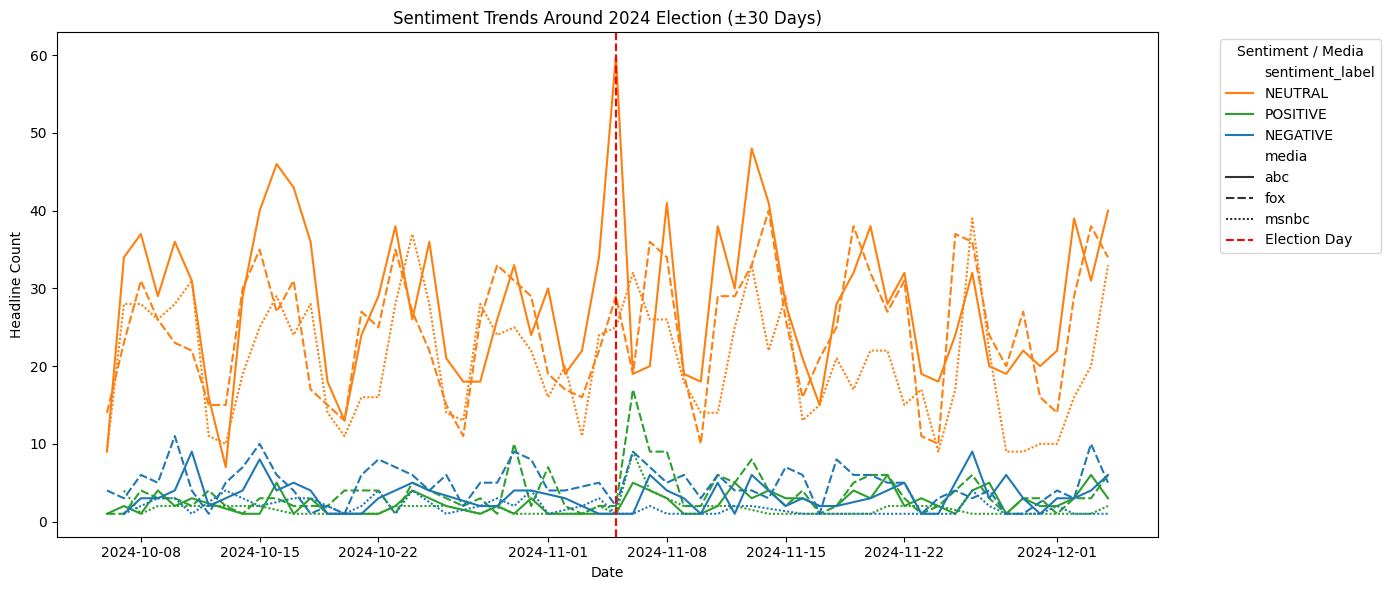 Sentiment Trends Around 2024 Election (±30 Days)
Headline Count
60
50
40
30
20
10
0
2024-10-08
2024-10-15
2024-10-22
2024-11-01
2024-11-08
2024-11-15
2024-11-22
2024-12-01
Date
Sentiment / Media
sentiment_label
NEUTRAL
POSITIVE
NEGATIVE
media
abc
fox
msnbc
Election Day